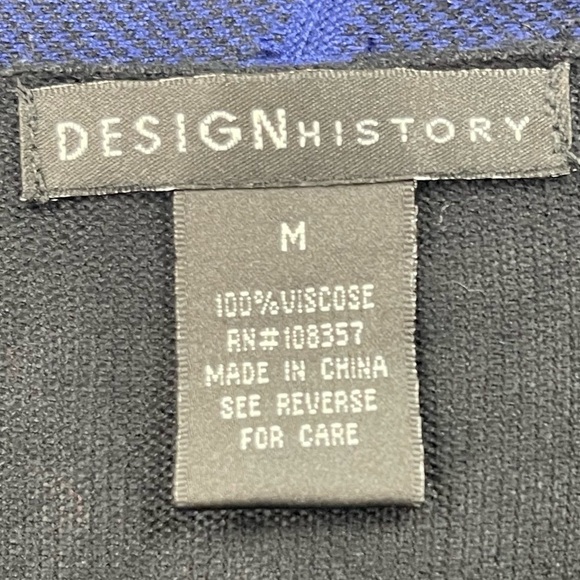 DESIGNHISTORY
M
100%VISCOSE
RN#108357
MADE IN CHINA
SEE REVERSE
FOR CARE